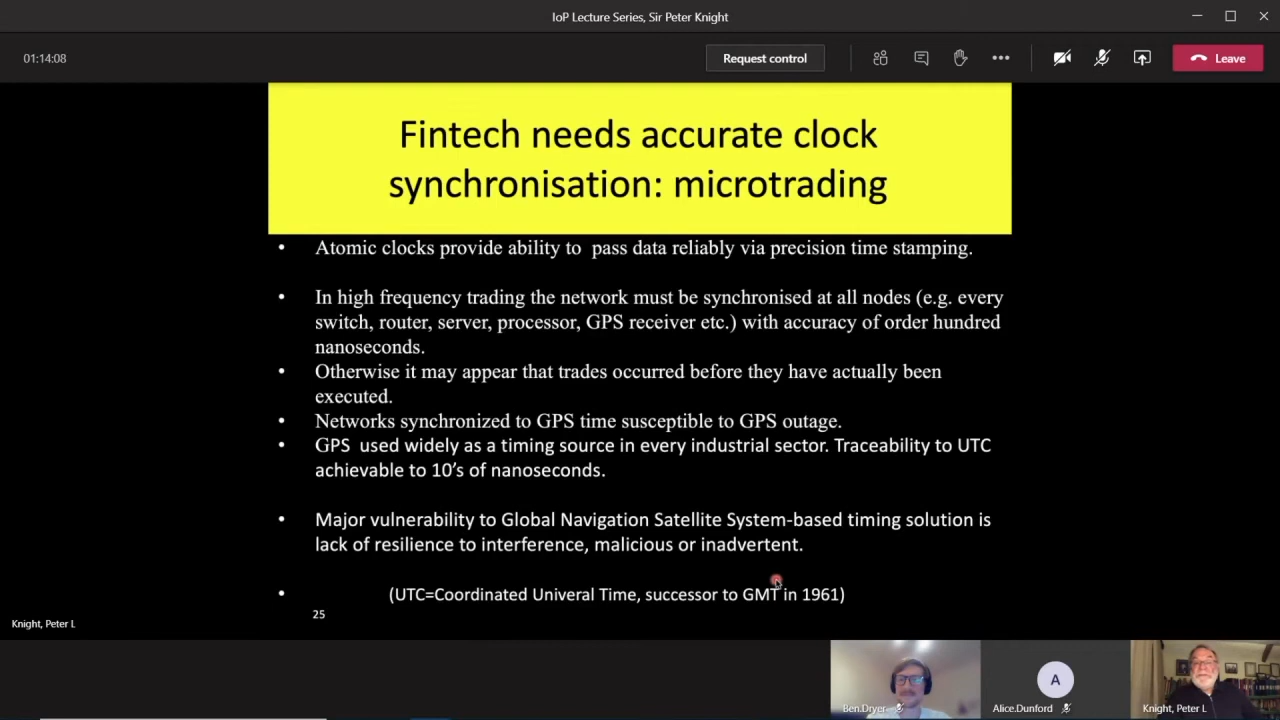 IoP Lecture Series, Sir Peter Knight
01:14:08
Request control
Leave
Fintech needs accurate clock
synchronisation: microtrading
• Atomic clocks provide ability to pass data reliably via precision time stamping.
• In high frequency trading the network must be synchronised at all nodes (e.g. every
switch, router, server, processor, GPS receiver etc.) with accuracy of order hundred
nanoseconds.
• Otherwise it may appear that trades occurred before they have actually been
executed.
• Networks synchronized to GPS time susceptible to GPS outage.
• GPS used widely as a timing source in every industrial sector. Traceability to UTC
achievable to 10's of nanoseconds.
• Major vulnerability to Global Navigation Satellite System-based timing solution is
lack of resilience to interference, malicious or inadvertent.
• (UTC=Coordinated Univeral Time, successor to GMT in 1961)
25
Knight, Peter L
A
Ben.Dryer
Alice.Dunford
Knight, Peter L